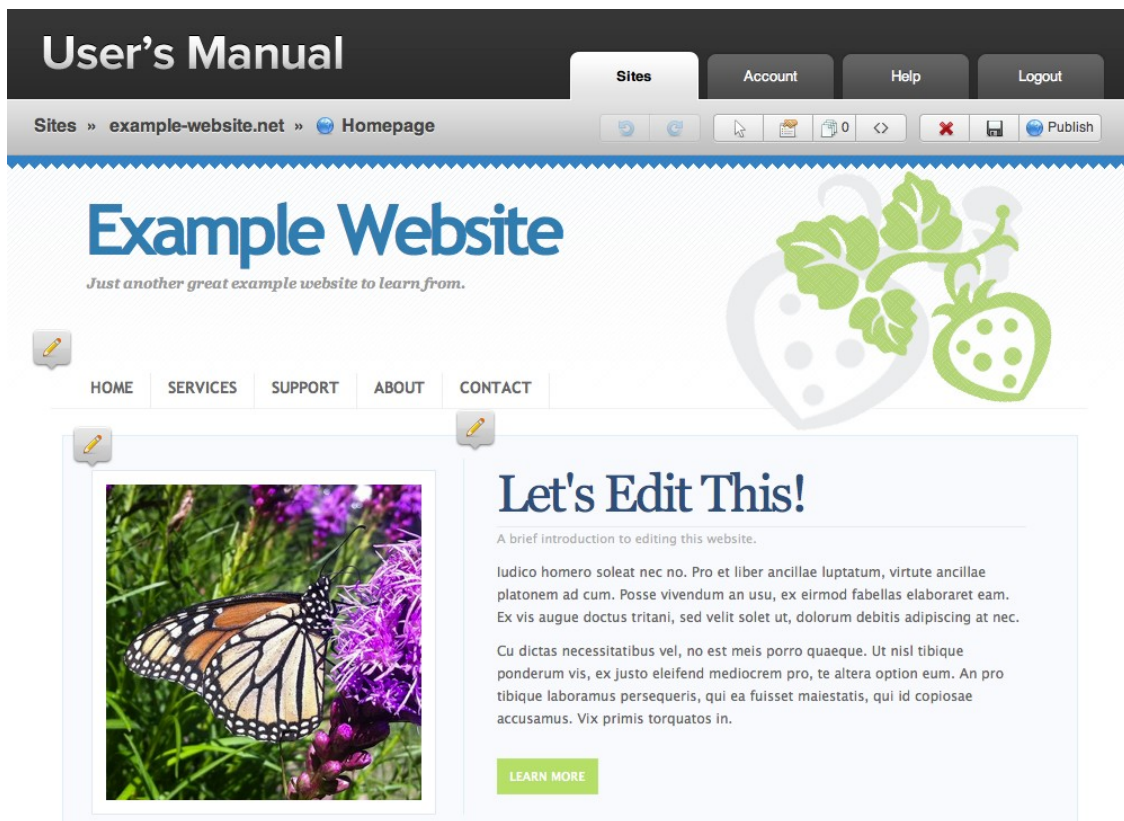 User's Manual
Sites
Account
Help
Logout
Sites » example-website.net » Homepage
0
<>
Publish
Example Website
Just another great example website to learn from.
HOME
SERVICES
SUPPORT
ABOUT
CONTACT
Let's Edit This!
A brief introduction to editing this website.
Iudico homero soleat nec no. Pro et liber ancillae luptatum, virtute ancillae
platonem ad cum. Posse vivendum an usu, ex eirmod fabellas elaboraret eam.
Ex vis augue doctus tritani, sed velit solet ut, dolorum debitis adipiscing at nec.
Cu dictas necessitatibus vel, no est meis porro quaeque. Ut nisl tibique
ponderum vis, ex justo eleifend mediocrem pro, te altera option eum. An pro
tibique laboramus persequeris, qui ea fuisset maiestatis, qui id copiosae
accusamus. Vix primis torquatos in.
LEARN MORE